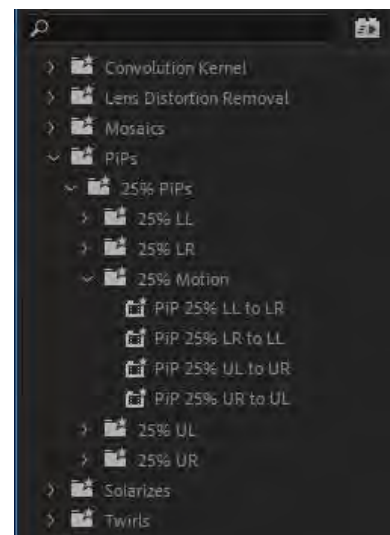 Convolution Kernel
Lens Distortion Removal
Mosaics
PiPs
25% PiPs
25% LL
25% LR
25% Motion
PiP 25% LL to LR
PiP 25% LR to LL
PiP 25% UL to UR
PiP 25% UR to UL
25% UL
25% UR
Solarizes
Twirls